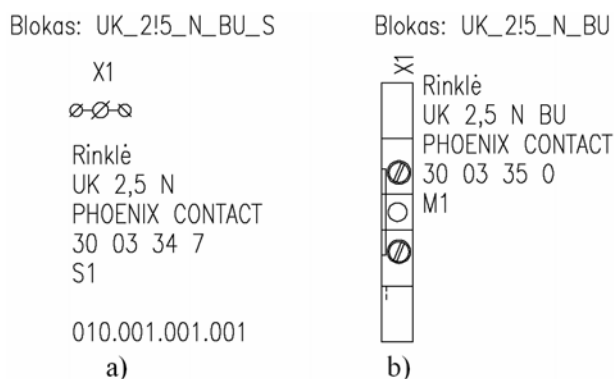 Blokas: UK_2!5_N_BU_S
X1
Rinklė
UK 2,5 N
PHOENIX CONTACT
30 03 34 7
S1
010.001.001.001
a)
Blokas: UK_2!5_N_BU
X1
Rinklė
UK 2,5 N BU
PHOENIX CONTACT
30 03 35 0
M1
b)